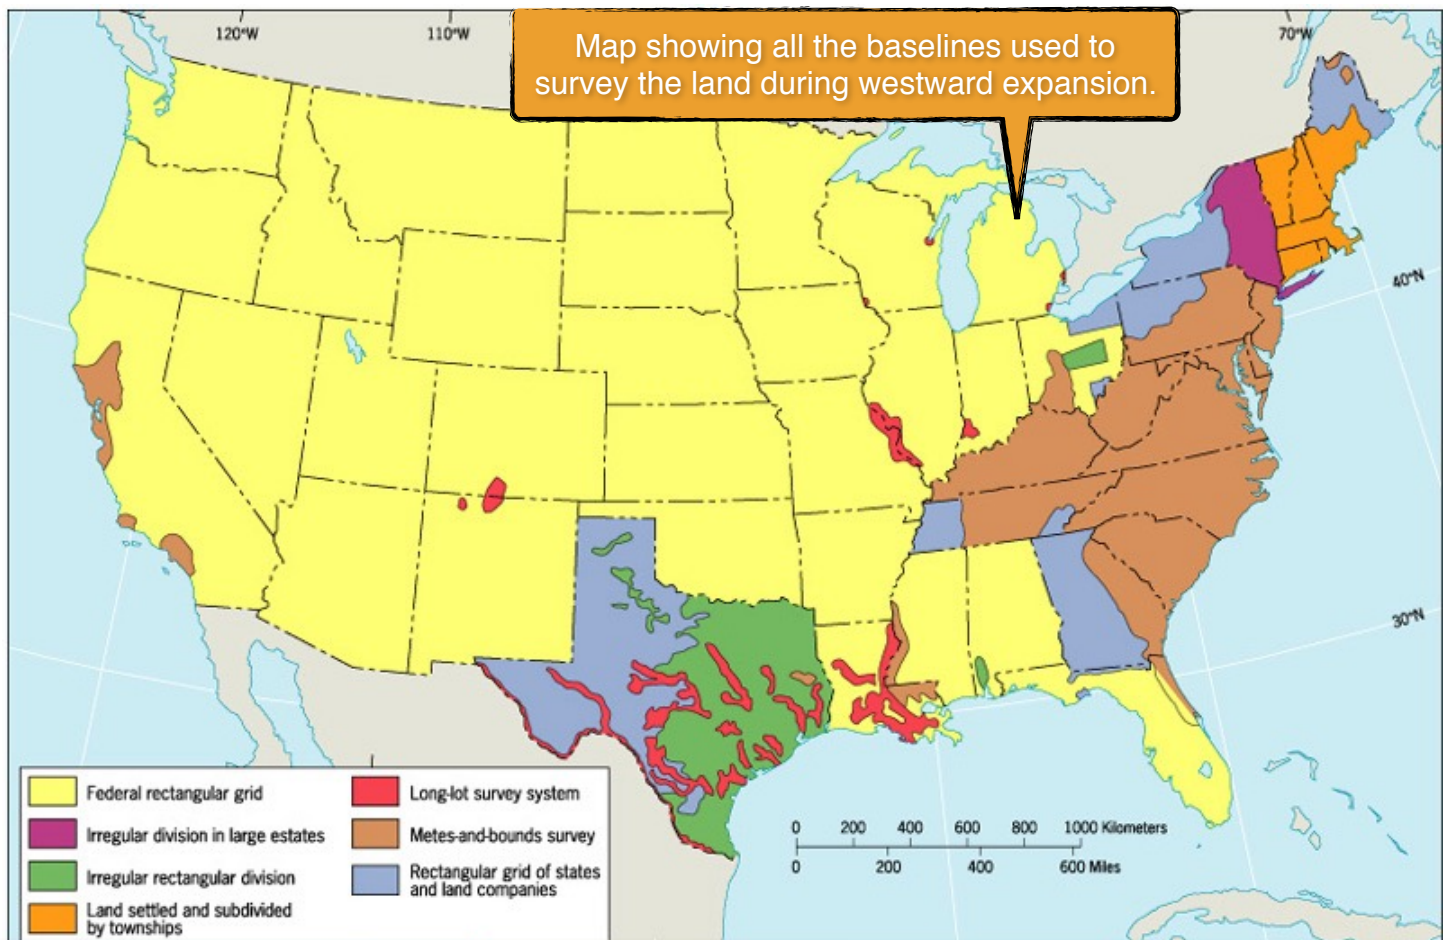 120°W
110°W
70°W
Map showing all the baselines used to
survey the land during westward expansion.
40°N
30°N
Federal rectangular grid
Irregular division in large estates
Irregular rectangular division
Land settled and subdivided
by townships
Long-lot survey system
Metes-and-bounds survey
Rectangular grid of states
and land companies
0 200 400 600 800 1000 Kilometers
0 200 400 600 Miles